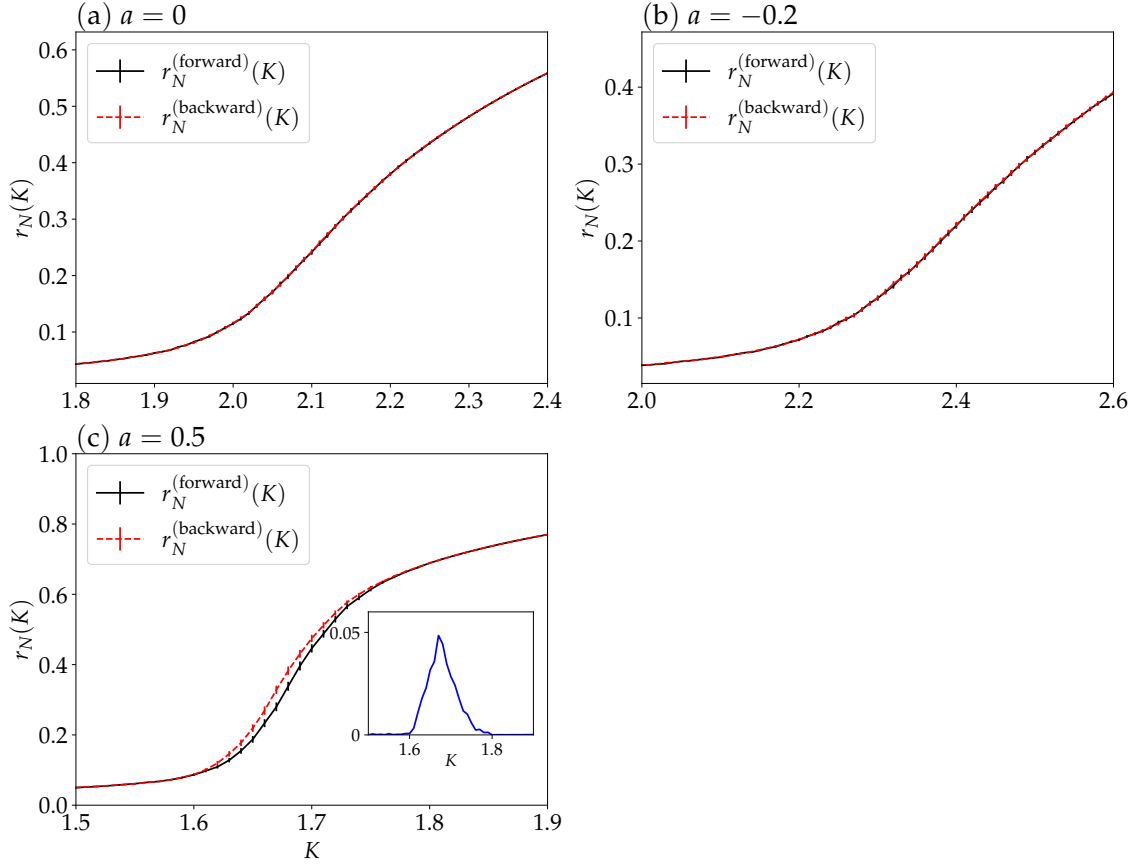 (a) a = 0
r_N^(forward)(K)
r_N^(backward)(K)
r_N(K)
0.6
0.5
0.4
0.3
0.2
0.1
1.8 1.9 2.0 2.1 2.2 2.3 2.4
(b) a = −0.2
r_N^(forward)(K)
r_N^(backward)(K)
r_N(K)
0.4
0.3
0.2
0.1
2.0 2.2 2.4 2.6
(c) a = 0.5
r_N^(forward)(K)
r_N^(backward)(K)
r_N(K)
1.0
0.8
0.6
0.4
0.2
0.0
0.05
0
1.6 1.8
K
1.5 1.6 1.7 1.8 1.9
K